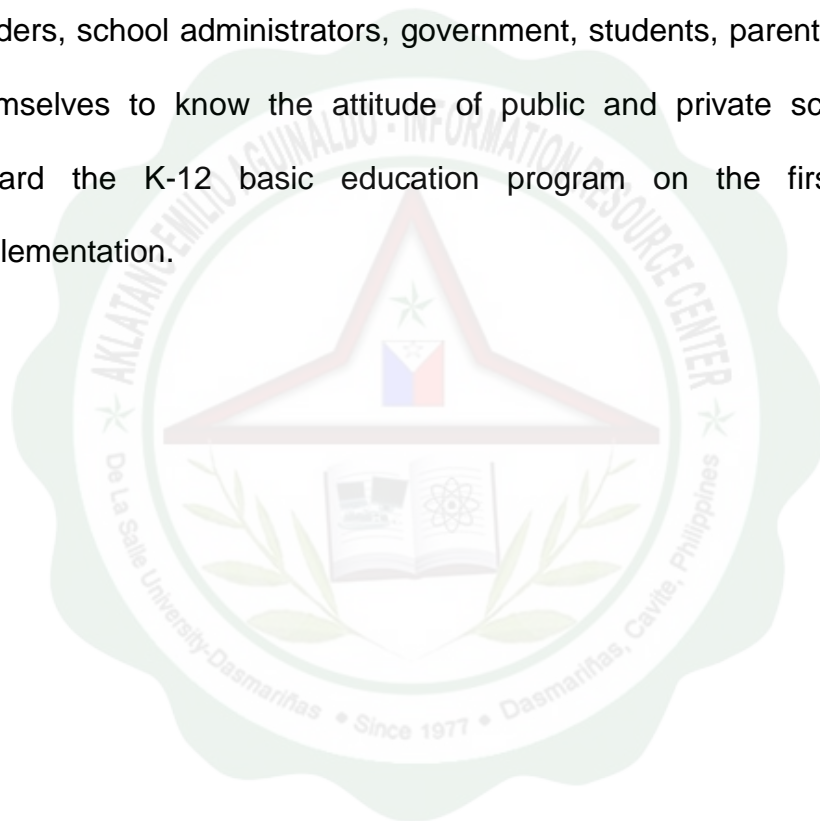 ders, school administrators, government, students, parent
mselves to know the attitude of public and private sc
ard the K-12 basic education program on the firs
lementation.
AKLATANG EMILIO AGUINALDO - INFORMATION RESOURCE CENTER
De La Salle University-Dasmariñas • Since 1977 • Dasmariñas, Cavite, Philippines